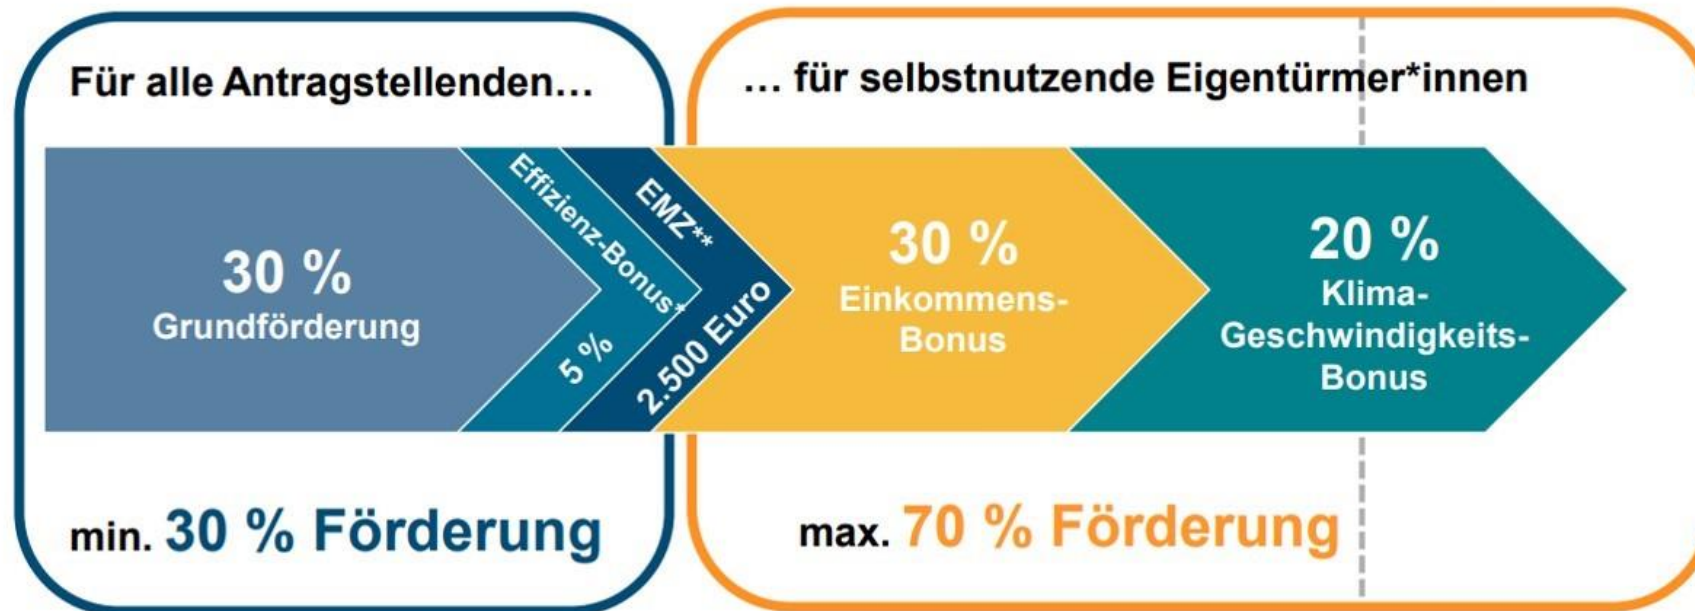 Für alle Antragstellenden…
… für selbstnutzende Eigentürmer*innen
30 %
Grundförderung
Effizienz-Bonus*
5 %
EMZ**
2.500 Euro
30 %
Einkommens-
Bonus
20 %
Klima-
Geschwindigkeits-
Bonus
min. 30 % Förderung
max. 70 % Förderung